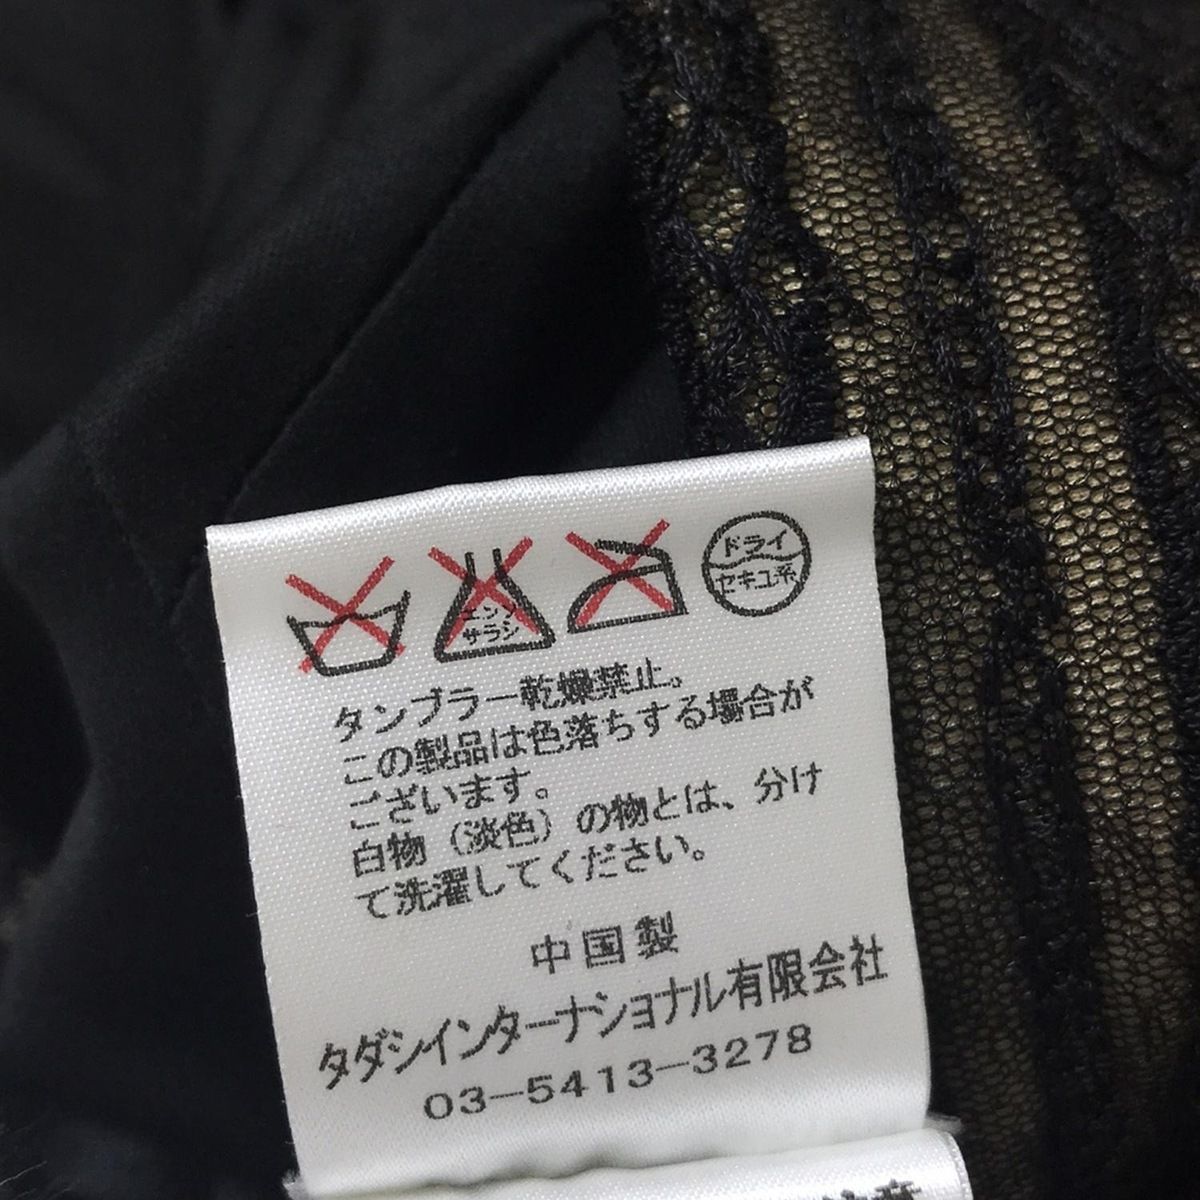 エンソ
サラシ
ドライ
セキユ系
タンブラー乾燥禁止。
この製品は色落ちする場合が
ございます。
白物（淡色）の物とは、分け
て洗濯してください。
中国製
タダシインターナショナル有限会社
03-5413-3278